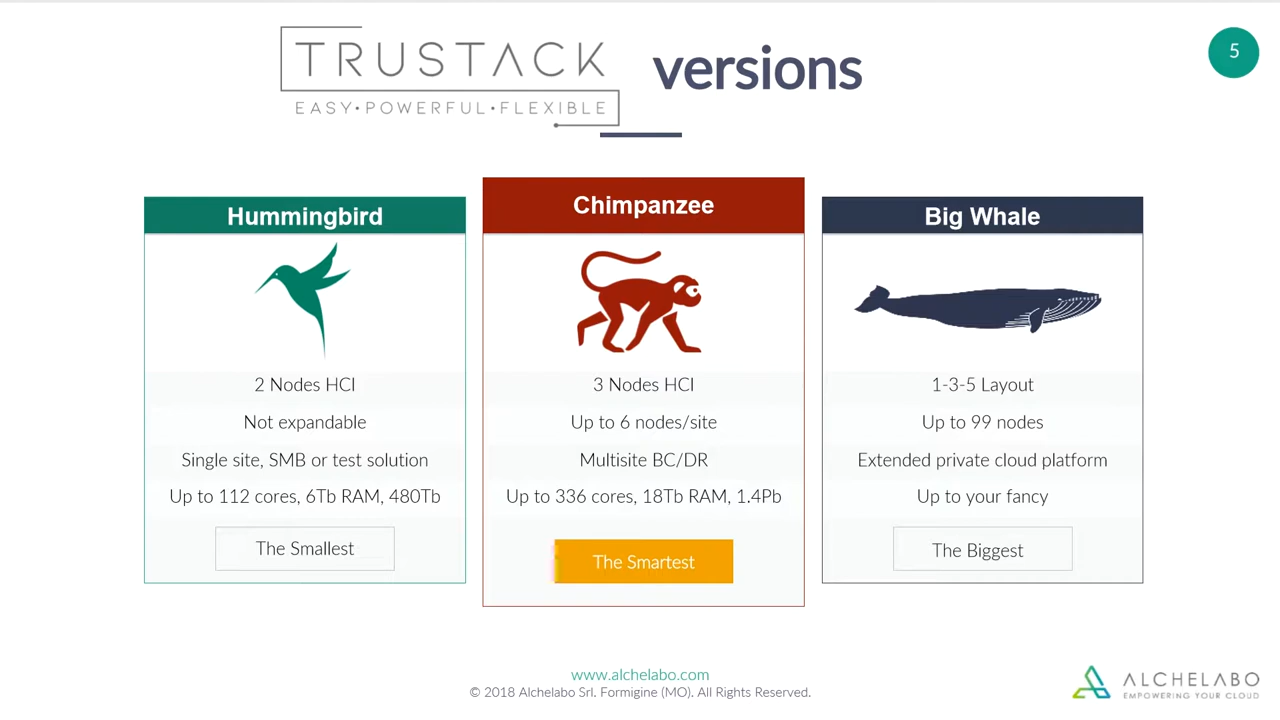 TRUSTACK versions
EASY•POWERFUL•FLEXIBLE
5
Hummingbird
2 Nodes HCI
Not expandable
Single site, SMB or test solution
Up to 112 cores, 6Tb RAM, 480Tb
The Smallest
Chimpanzee
3 Nodes HCI
Up to 6 nodes/site
Multisite BC/DR
Up to 336 cores, 18Tb RAM, 1.4Pb
The Smartest
Big Whale
1-3-5 Layout
Up to 99 nodes
Extended private cloud platform
Up to your fancy
The Biggest
www.alchelabo.com
© 2018 Alchelabo Srl. Formigine (MO). All Rights Reserved.
ALCHELABO
EMPOWERING YOUR CLOUD